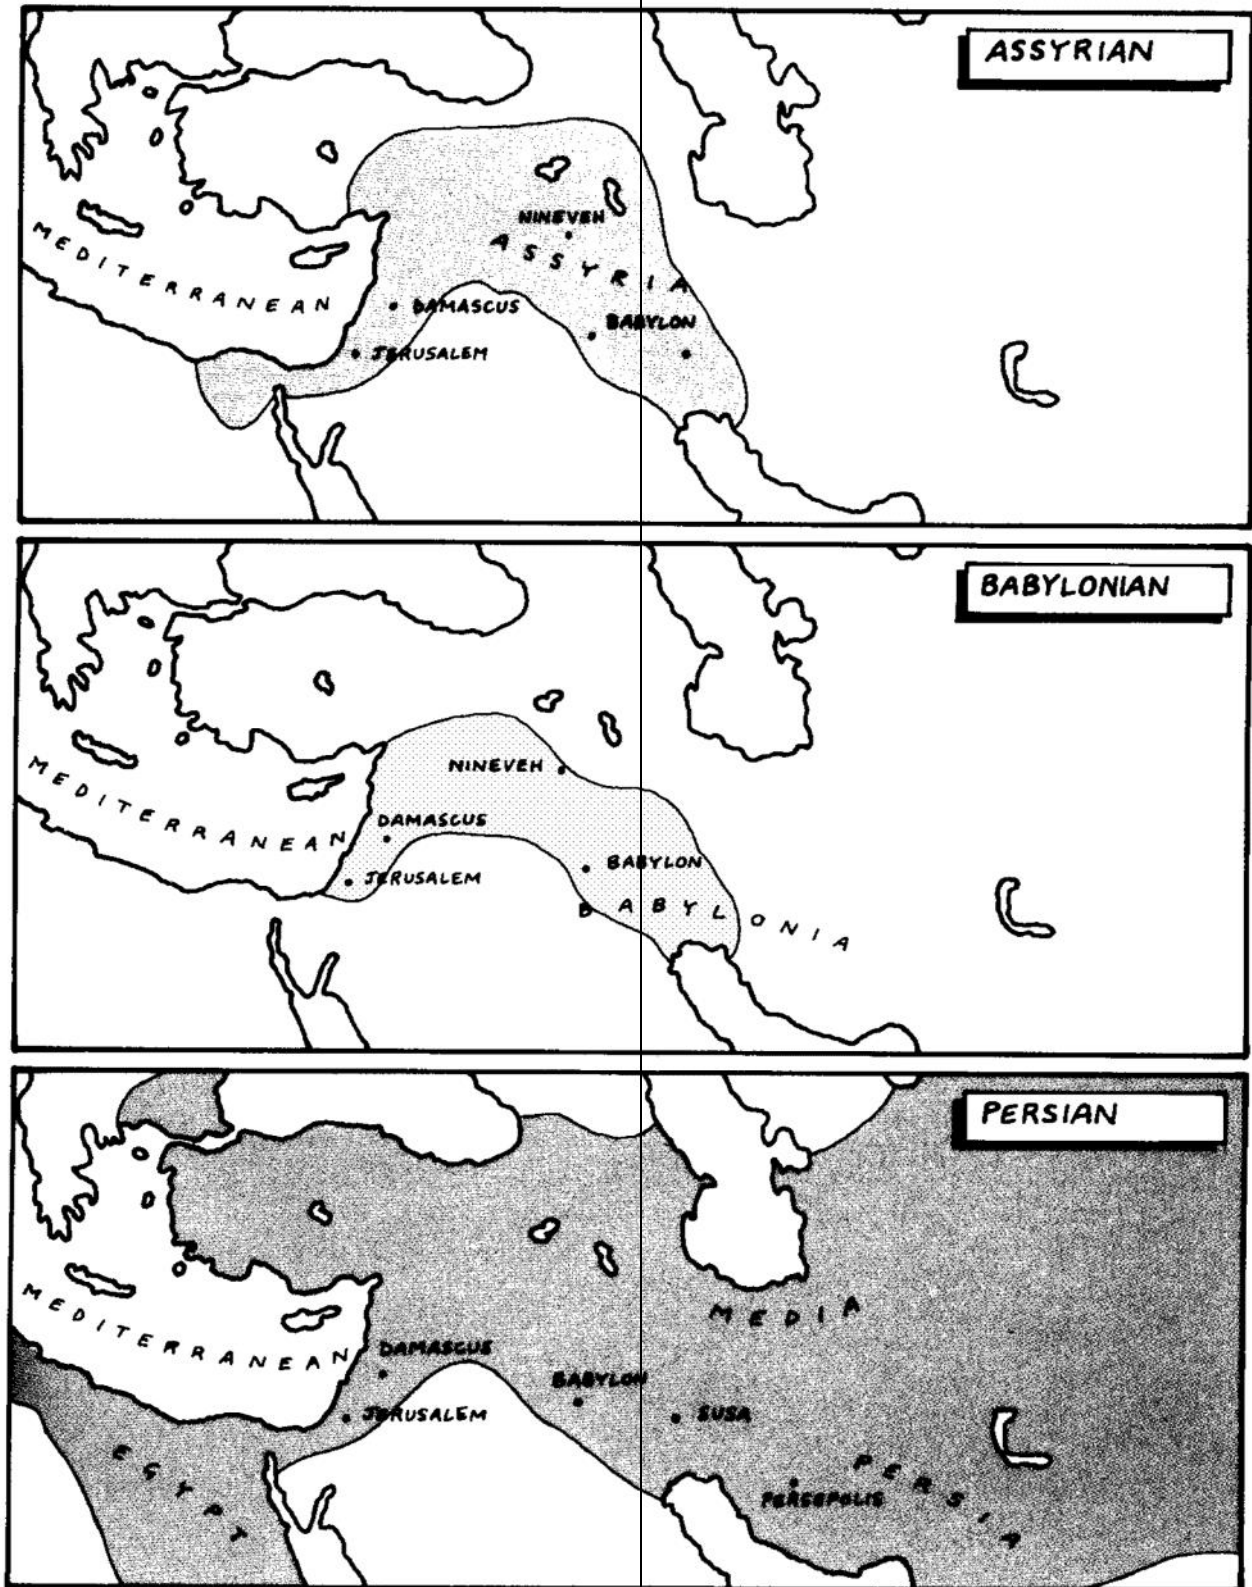 ASSYRIAN
NINEVEH
MEDITERRANEAN
ASSYRIA
DAMASCUS
BABYLON
JERUSALEM
BABYLONIAN
MEDITERRANEAN
NINEVEH
DAMASCUS
BABYLON
JERUSALEM
BABYLONIA
PERSIAN
MEDIA
MEDITERRANEAN
DAMASCUS
BABYLON
JERUSALEM
SUSA
EGYPT
PERSIA
PERSEPOLIS